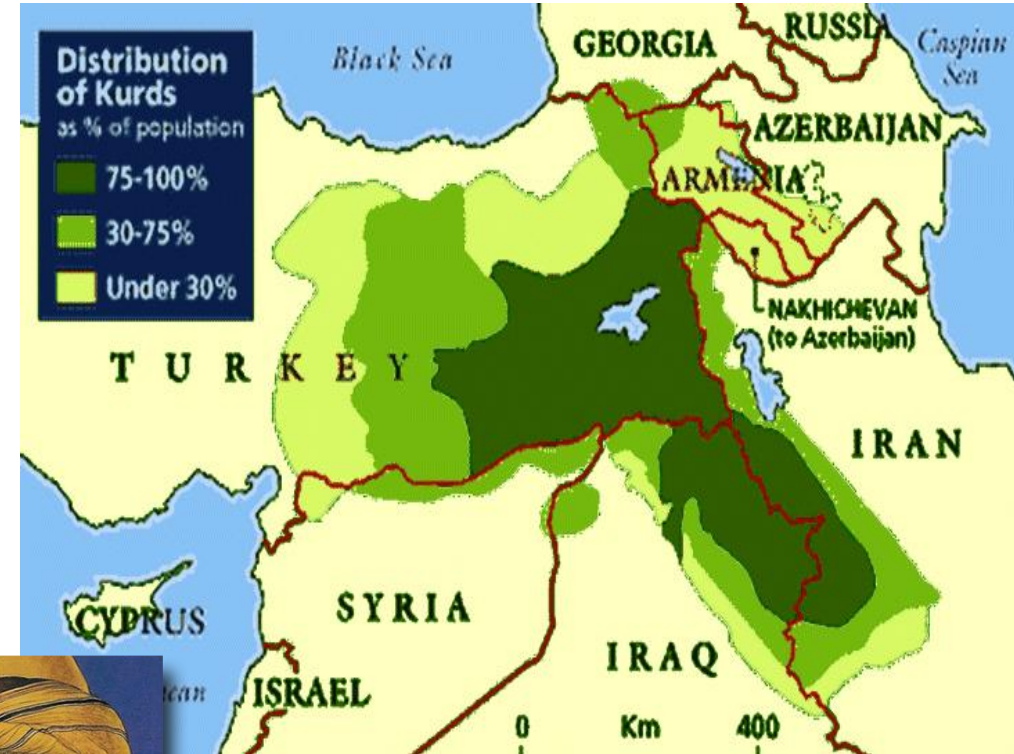 Distribution
of Kurds
as % of population
75-100%
30-75%
Under 30%
Black Sea
GEORGIA
RUSSIA
Caspian
Sea
AZERBAIJAN
ARMENIA
NAKHICHEVAN
(to Azerbaijan)
TURKEY
IRAN
SYRIA
CYPRUS
IRAQ
ISRAEL
0 Km 400